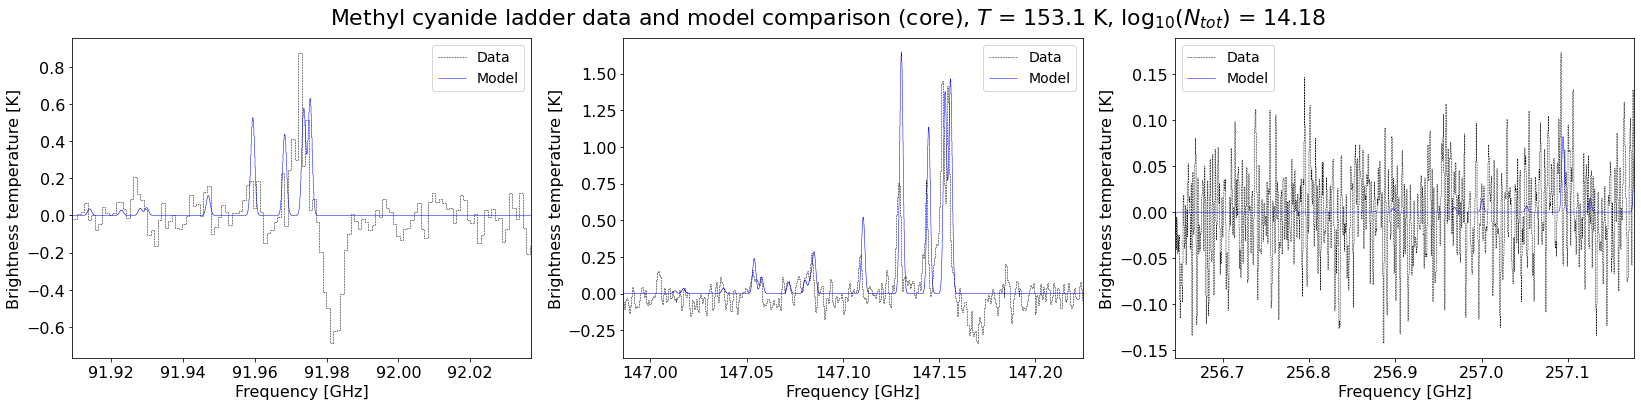 Methyl cyanide ladder data and model comparison (core), T = 153.1 K, log₁₀(N_tot) = 14.18
Brightness temperature [K]
0.8
0.6
0.4
0.2
0.0
−0.2
−0.4
−0.6
Data
Model
91.92 91.94 91.96 91.98 92.00 92.02
Frequency [GHz]
Brightness temperature [K]
1.50
1.25
1.00
0.75
0.50
0.25
0.00
−0.25
Data
Model
147.00 147.05 147.10 147.15 147.20
Frequency [GHz]
Brightness temperature [K]
0.15
0.10
0.05
0.00
−0.05
−0.10
−0.15
Data
Model
256.7 256.8 256.9 257.0 257.1
Frequency [GHz]